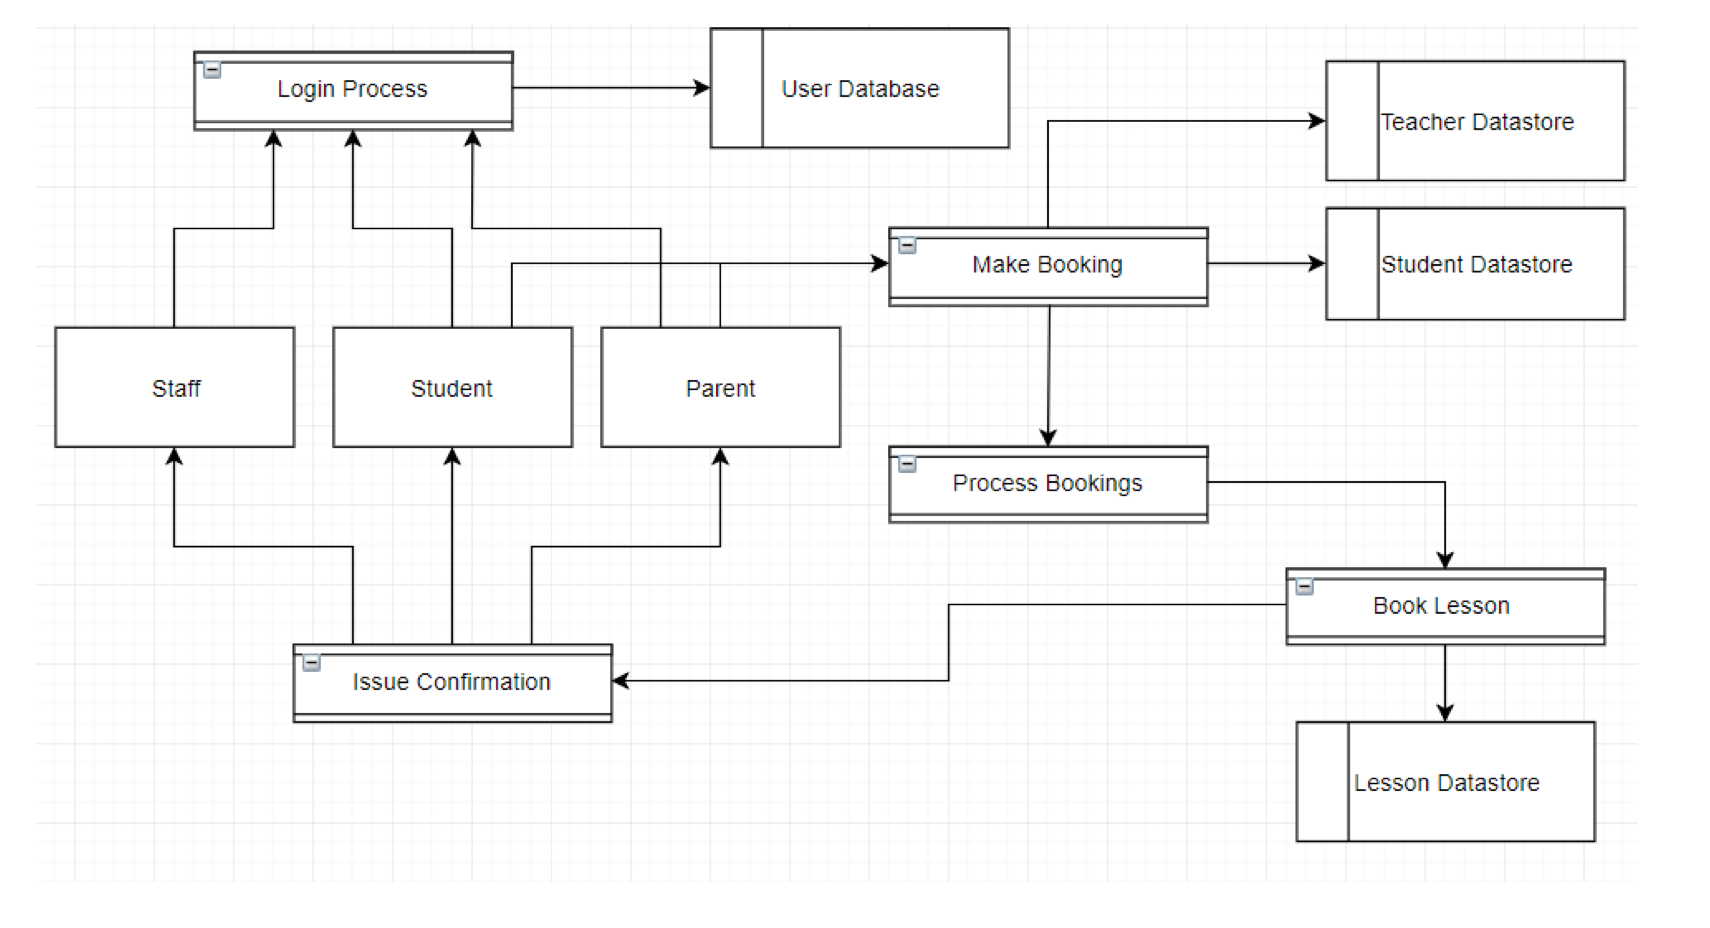 Login Process
User Database
Teacher Datastore
Make Booking
Student Datastore
Staff
Student
Parent
Process Bookings
Book Lesson
Issue Confirmation
Lesson Datastore